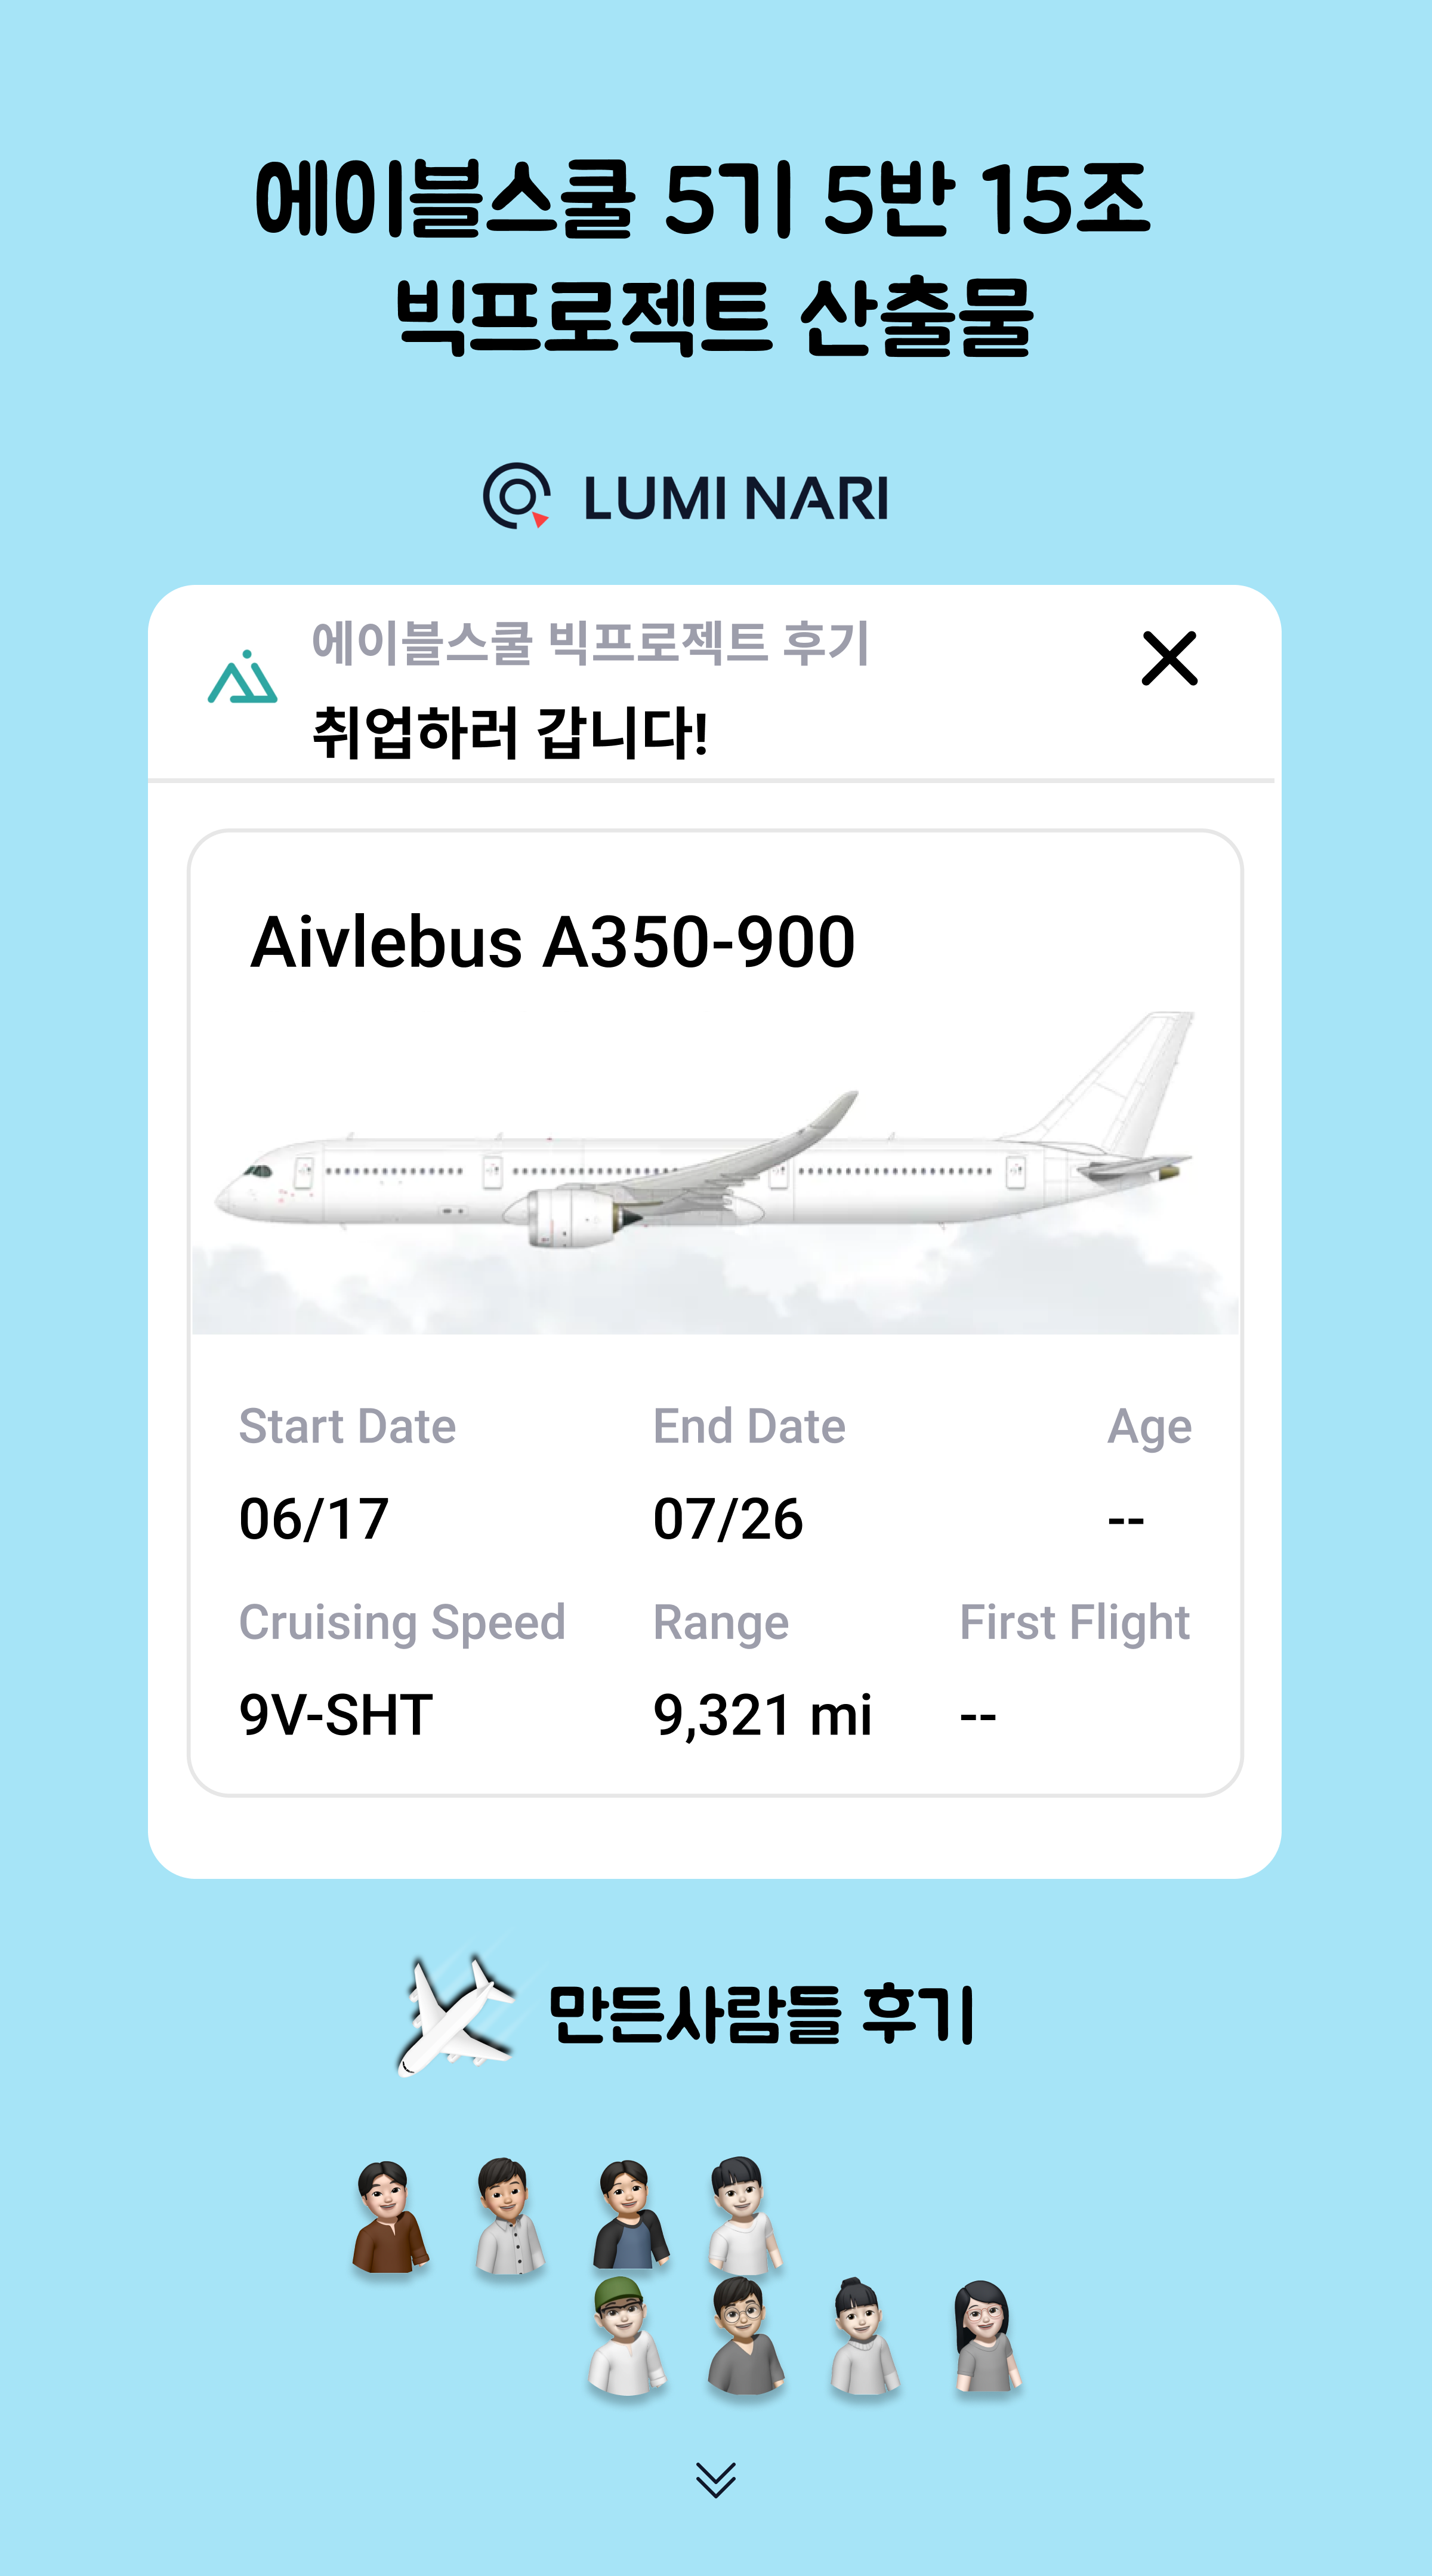 에이블스쿨 5기 5반 15조
빅프로젝트 산출물
LUMI NARI
에이블스쿨 빅프로젝트 후기
취업하러 갑니다!
Aivlebus A350-900
Start Date End Date Age
06/17 07/26 --
Cruising Speed Range First Flight
9V-SHT 9,321 mi --
만든사람들 후기